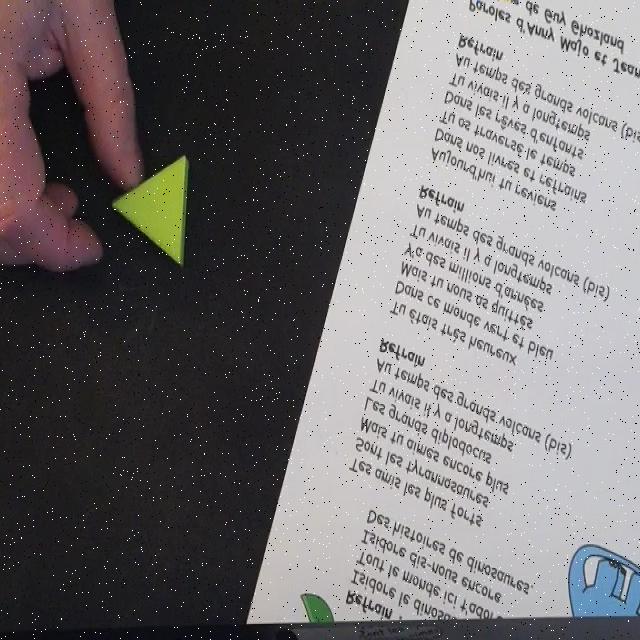 Refrain
Isidore le
Tout le monde ici
Isidore dis-nous encore
Des histoires de dinosaures
Tes amis les plus forts
Sont les tyrannosaures
Mais tu aimes encore plus
Les grands diplodocus
Tu vivais il y a longtemps
Au temps des grands volcans (bis)
Refrain
Tu étais très heureux
Dans ce monde vert et bleu
Mais tu nous as quittés
Y'a des millions d'années
Tu vivais il y a longtemps
Au temps des grands volcans (bis)
Refrain
Aujourd'hui tu reviens
Dans nos livres et refrains
Tu as traversé le temps
Dans les rêves d'enfants
Tu vivais il y a longtemps
Au temps des grands volcans (bis
Refrain
Paroles d'Anny Majo et Jean
de Guy Ghozland